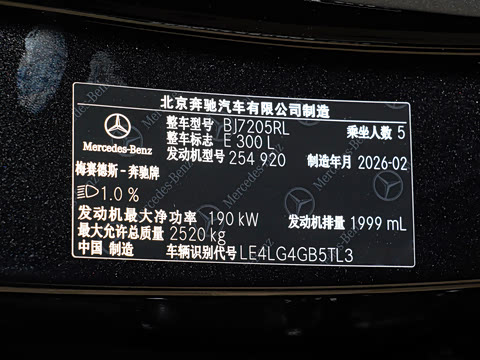 北京奔驰汽车有限公司制造
整车型号 BJ7205RL 乘坐人数 5
整车标志 E 300 L
发动机型号 254 920 制造年月 2026-02
Mercedes-Benz
梅赛德斯-奔驰牌
1.0 %
发动机最大净功率 190 kW 发动机排量 1999 mL
最大允许总质量 2520 kg
中国 制造 车辆识别代号 LE4LG4GB5TL3